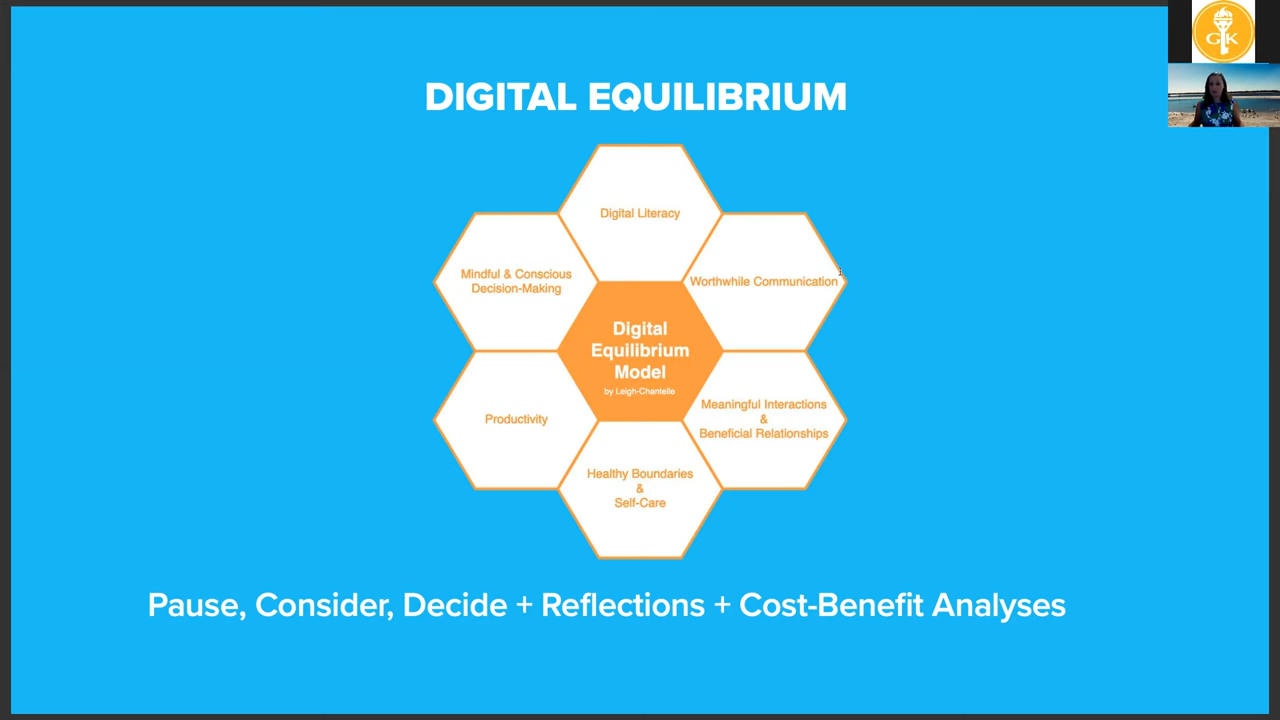 DIGITAL EQUILIBRIUM
Digital Literacy
Mindful & Conscious
Decision-Making
Worthwhile Communication
Digital
Equilibrium
Model
by Leigh-Chantelle
Meaningful Interactions
&
Beneficial Relationships
Productivity
Healthy Boundaries
&
Self-Care
Pause, Consider, Decide + Reflections + Cost-Benefit Analyses
G K